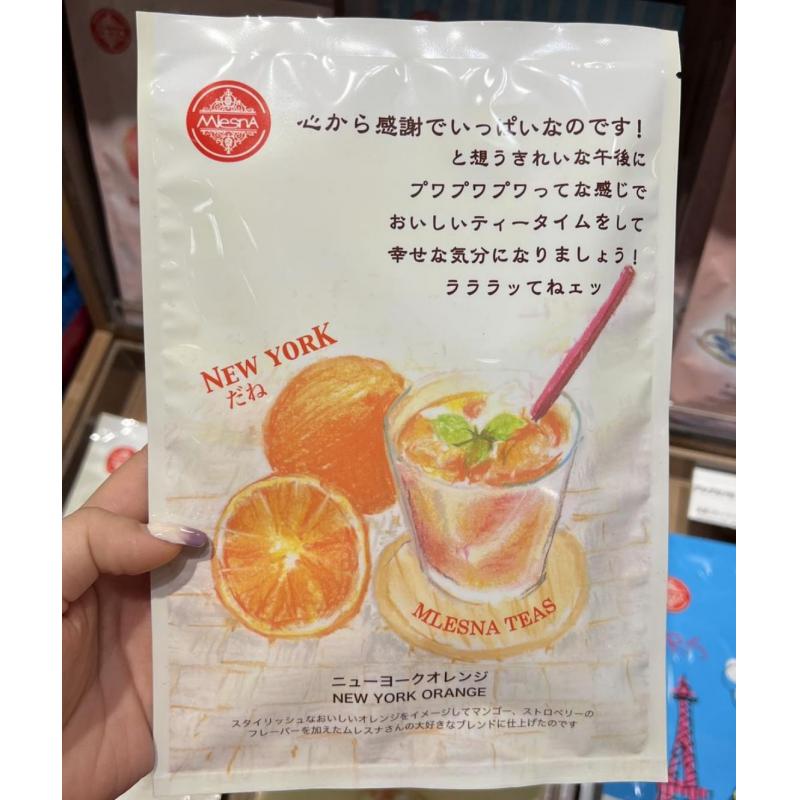 MlesnA
心から感謝でいっぱいなのです!
と想うきれいな午後に
プワプワプワってな感じで
おいしいティータイムをして
幸せな気分になりましょう!
ラララッてねェッ
NEW YORK
だね
MLESNA TEAS
ニューヨークオレンジ
NEW YORK ORANGE
スタイリッシュなおいしいオレンジをイメージしてマンゴー、ストロベリーの
フレーバーを加えたムレスナさんの大好きなブレンドに仕上げたのです